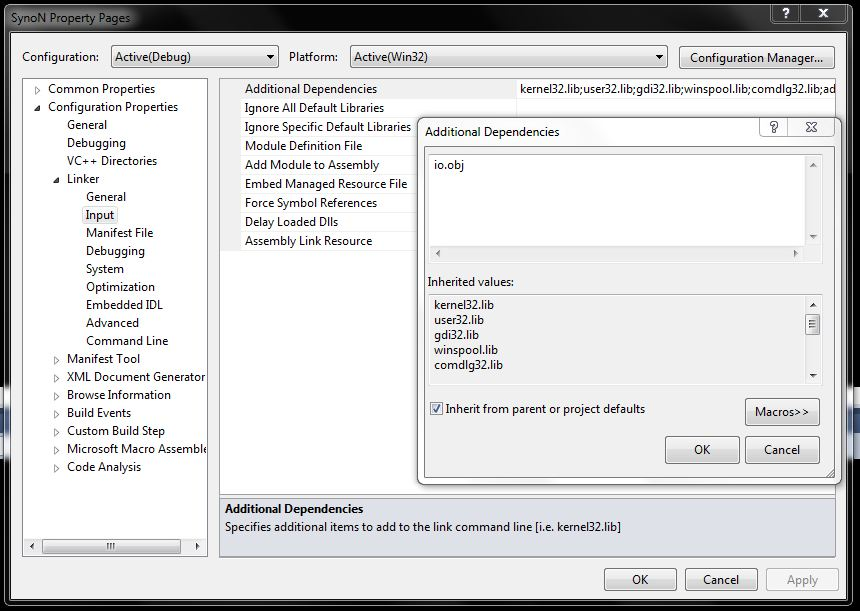 SynoN Property Pages
Configuration: Active(Debug) Platform: Active(Win32) Configuration Manager...
Common Properties
Configuration Properties
General
Debugging
VC++ Directories
Linker
General
Input
Manifest File
Debugging
System
Optimization
Embedded IDL
Advanced
Command Line
Manifest Tool
XML Document Generator
Browse Information
Build Events
Custom Build Step
Microsoft Macro Assemble
Code Analysis
Additional Dependencies kernel32.lib;user32.lib;gdi32.lib;winspool.lib;comdlg32.lib;ad
Ignore All Default Libraries
Ignore Specific Default Libraries
Module Definition File
Add Module to Assembly
Embed Managed Resource File
Force Symbol References
Delay Loaded Dlls
Assembly Link Resource
Additional Dependencies
io.obj
Inherited values:
kernel32.lib
user32.lib
gdi32.lib
winspool.lib
comdlg32.lib
Inherit from parent or project defaults
Macros>>
OK Cancel
Additional Dependencies
Specifies additional items to add to the link command line [i.e. kernel32.lib]
OK Cancel Apply